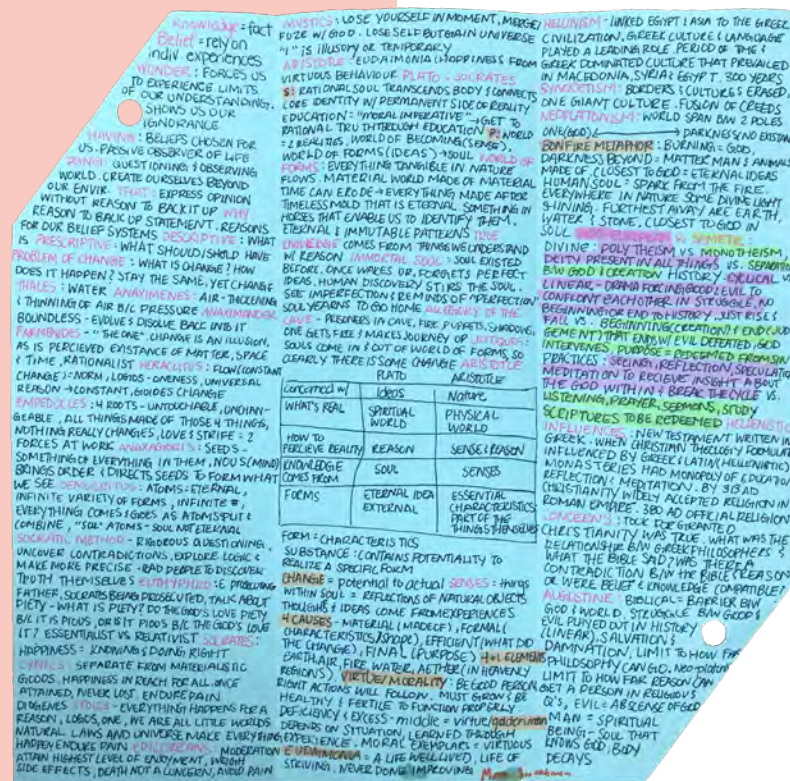 Knowledge = fact
Belief = rely on
indiv experiences
WONDER: FORCES US
TO EXPERIENCE LIMITS
OF OUR UNDERSTANDING.
SHOWS US OUR
IGNORANCE
HAVING: BELIEFS CHOSEN FOR
US. PASSIVE OBSERVER OF LIFE
QUESTIONING & OBSERVING
WORLD. CREATE OURSELVES BEYOND
OUR ENVIR. THAT: EXPRESS OPINION
WITHOUT REASON TO BACK IT UP WHY
REASON TO BACK UP STATEMENT. REASONS
FOR OUR BELIEF SYSTEMS DESCRIPTIVE: WHAT
IS PRESCRIPTIVE: WHAT SHOULD/SHOULD HAVE
PROBLEM OF CHANGE: WHAT IS CHANGE? HOW
DOES IT HAPPEN? STAY THE SAME, YET CHANGE
THALES: WATER ANAXIMENES: AIR - THICKENING
& THINNING OF AIR B/C PRESSURE ANAXIMANDER
BOUNDLESS - EVOLVE & DISOLVE BACK INTO IT
PARMENIDES - "THE ONE". CHANGE IS AN ILLUSION,
AS IS PERCIEVED EXISTANCE OF MATTER, SPACE
& TIME, RATIONALIST HERACLITUS: FLOW (CONSTANT
CHANGE): NORM, LOGOS - ONENESS, UNIVERSAL
REASON → CONSTANT, GUIDES CHANGE
EMPEDOCLES: 4 ROOTS - UNTOUCHABLE, UNCHAN-
GEABLE, ALL THINGS MADE OF THOSE 4 THINGS,
NOTHING REALLY CHANGES, LOVE & STRIFE = 2
FORCES AT WORK ANAXAGORAS: SEEDS -
SOMETHING OF EVERYTHING IN THEM, NOUS (MIND)
BRINGS ORDER & DIRECTS SEEDS TO FORM WHAT
WE SEE DEMOCRITUS: ATOMS = ETERNAL,
INFINITE VARIETY OF FORMS, INFINITE #,
EVERYTHING COMES & GOES AS ATOMS SPLIT &
COMBINE, "SOUL" ATOMS - SOUL NOT ETERNAL
SOCRATIC METHOD - RIGOROUS QUESTIONING,
UNCOVER CONTRADICTIONS, EXPLORE LOGIC &
MAKE MORE PRECISE - LEAD PEOPLE TO DISCOVER
TRUTH THEMSELVES EUTHYPHRO: E PROSECUTING
FATHER, SOCRATES BEING PROSECUTED, TALK ABOUT
PIETY - WHAT IS PIETY? DO THE GOD'S LOVE PIETY
B/C IT IS PIOUS, OR IS IT PIOUS B/C THE GOD'S LOVE
IT? ESSENTIALIST VS RELATIVIST SOCRATES:
HAPPINESS = KNOWING & DOING RIGHT
CYNICS: SEPARATE FROM MATERIALISTIC
GOODS. HAPPINESS IN REACH FOR ALL. ONCE
ATTAINED, NEVER LOST. ENDURE PAIN
DIOGENES STOICS - EVERYTHING HAPPENS FOR A
REASON, LOGOS, ONE, WE ARE ALL LITTLE WORLDS
NATURAL LAWS AND UNIVERSE MAKE EVERYTHING
HAPPEN ENDURE PAIN EPICUREANS: MODERATION
ATTAIN HIGHEST LEVEL OF ENJOYMENT, WEIGH
SIDE EFFECTS, DEATH NOT A CONCERN, AVOID PAIN
MYSTICS: LOSE YOURSELF IN MOMENT, MERGE/
FUZE W/ GOD. LOSE SELF BUT GAIN UNIVERSE
"I" IS ILLUSORY OR TEMPORARY
ARISTOTLE: EUDAIMONIA (HAPPINESS) FROM
VIRTUOUS BEHAVIOUR PLATO & SOCRATES
S: RATIONAL SOUL TRANSCENDS BODY & CONNECTS
CORE IDENTITY W/ PERMANENT SIDE OF REALITY
EDUCATION: "MORAL IMPERATIVE" → GET TO
RATIONAL TRUTH THROUGH EDUCATION P: WORLD
= 2 REALITIES, WORLD OF BECOMING (SENSE),
WORLD OF FORMS (IDEAS) → SOUL WORLD OF
FORMS: EVERYTHING TANGIBLE IN NATURE
FLOWS. MATERIAL WORLD MADE OF MATERIAL
TIME CAN ERODE → EVERYTHING MADE AFTER
TIMELESS MOLD THAT IS ETERNAL. SOMETHING IN
HORSES THAT ENABLE US TO IDENTIFY THEM,
ETERNAL & IMMUTABLE PATTERNS TRUE
KNOWLEDGE COMES FROM THINGS WE UNDERSTAND
W/ REASON IMMORTAL SOUL: SOUL EXISTED
BEFORE. ONCE WAKES UP, FORGETS PERFECT
IDEAS. HUMAN DISCOVERY STIRS THE SOUL.
SEE IMPERFECTION & REMINDS OF "PERFECTION
SOUL YEARNS TO GO HOME ALLEGORY OF THE
CAVE - PRISONERS IN CAVE, FIRE, PUPPETS, SHADOWS,
ONE GETS FREE & MAKES JOURNEY UP
SOULS COME IN & OUT OF WORLD OF FORMS, SO
CLEARLY THERE IS SOME CHANGE ARISTOTLE
PLATO ARISTOTLE
Concerned w/ Ideas Nature
WHAT'S REAL SPIRITUAL WORLD PHYSICAL WORLD
HOW TO PERCIEVE REALITY REASON SENSE & REASON
KNOWLEDGE COMES FROM SOUL SENSES
FORMS ETERNAL IDEA EXTERNAL ESSENTIAL CHARACTERISTICS PART OF THE THINGS THEMSELVES
FORM = CHARACTERISTICS
SUBSTANCE: CONTAINS POTENTIALITY TO
REALIZE A SPECIFIC FORM
CHANGE = potential to actual SENSES = things
WITHIN SOUL = REFLECTIONS OF NATURAL OBJECTS
THOUGHTS & IDEAS COME FROM EXPERIENCES
4 CAUSES - MATERIAL (MADE OF), FORMAL (
CHARACTERISTICS/SHAPE), EFFICIENT (WHAT DID
THE CHANGE), FINAL (PURPOSE) 4+1 ELEMENTS
EARTH, AIR, FIRE, WATER, AETHER (IN HEAVENLY
REGIONS) VIRTUE/MORALITY: BE GOOD PERSON
RIGHT ACTIONS WILL FOLLOW. MUST GROW & BE
HEALTHY & FERTILE TO FUNCTION PROPERLY
DEFICIENCY & EXCESS - middle = virtue/golden mean
DEPENDS ON SITUATION, LEARNED THROUGH
EXPERIENCE. MORAL EXEMPLARS = VIRTUOUS
EUDAIMONIA = A LIFE WELL LIVED, LIFE OF
STRIVING, NEVER DONE IMPROVING
HELLINISM - LINKED EGYPT & ASIA TO THE GREEK
CIVILIZATION. GREEK CULTURE & LANGUAGE
PLAYED A LEADING ROLE. PERIOD OF TIME &
GREEK DOMINATED CULTURE THAT PREVAILED
IN MACEDONIA, SYRIA & EGYPT. 300 YEARS
SYNCRETISM: BORDERS & CULTURES ERASED,
ONE GIANT CULTURE. FUSION OF CREEDS
NEOPLATONISM: WORLD SPAN B/W 2 POLES
ONE (GOD) DARKNESS (NO EXISTANCE
BONFIRE METAPHOR: BURNING = GOD,
DARKNESS BEYOND = MATTER MAN & ANIMALS
MADE OF. CLOSEST TO GOD = ETERNAL IDEAS
HUMAN SOUL = SPARK FROM THE FIRE.
EVERYWHERE IN NATURE SOME DIVINE LIGHT
SHINING. FURTHEST AWAY ARE EARTH,
WATER & STONE. CLOSEST TO GOD IN
SOUL INDO-EUROPEAN VS SEMETIC:
DIVINE: POLYTHEISM VS. MONOTHEISM,
DEITY PRESENT IN ALL THINGS VS. SEPARATION
B/W GOD & CREATION HISTORY: CYCLICAL VS
LINEAR - DRAMA FORCING GOOD & EVIL TO
CONFRONT EACH OTHER IN STRUGGLE, NO
BEGINNING OR END TO HISTORY, JUST RISE &
FALL VS - BEGINNING (CREATION) & END (JUD
GEMENT) THAT ENDS W/ EVIL DEFEATED, GOD
INTERVENES, PURPOSE = REDEEMED FROM SIN
PRACTICES: SEEING, REFLECTION, SPECULATION
MEDITATION TO RECIEVE INSIGHT ABOUT
THE GOD WITHIN & BREAK THE CYCLE VS.
LISTENING, PRAYER, SERMONS, STUDY
SCRIPTURES TO BE REDEEMED HELLENISTIC
INFLUENCES: NEW TESTAMENT WRITTEN IN
GREEK. WHEN CHRISTIAN THEOLOGY FORMULATED
INFLUENCED BY GREEK & LATIN (HELLENISTIC)
MONASTERIES HAD MONOPOLY OF EDUCATION
REFLECTION & MEDITATION. BY 313 AD
CHRISTIANITY WIDELY ACCEPTED RELIGION IN
ROMAN EMPIRE. 380 AD OFFICIAL RELIGION
CONCERNS: TOOK FOR GRANTED
CHRISTIANITY WAS TRUE. WHAT WAS THE
RELATIONSHIP B/W GREEK PHILOSOPHERS &
WHAT THE BIBLE SAID? WAS THERE A
CONTRADICTION B/W THE BIBLE & REASON
OR WERE BELIEF & KNOWLEDGE COMPATIBLE?
AUGUSTINE: BIBLICAL = BARRIER B/W
GOD & WORLD. STRUGGLE B/W GOOD &
EVIL PLAYED OUT IN HISTORY
(LINEAR). SALVATION &
DAMNATION. LIMIT TO HOW FAR
PHILOSOPHY CAN GO. Neo-platonic
LIMIT TO HOW FAR REASON CAN
GET A PERSON IN RELIGIOUS
Q'S, EVIL = ABSENSE OF GOD
MAN = SPIRITUAL
BEING - SOUL THAT
KNOWS GOD, BODY
DECAYS